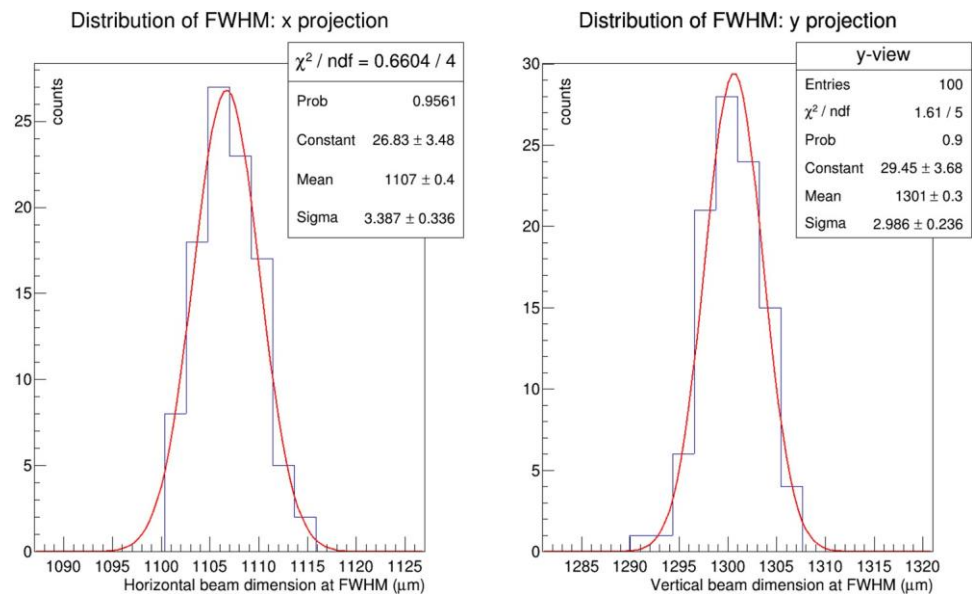 Distribution of FWHM: x projection
counts
χ² / ndf = 0.6604 / 4
Prob 0.9561
Constant 26.83 ± 3.48
Mean 1107 ± 0.4
Sigma 3.387 ± 0.336
25
20
15
10
5
0
1090 1095 1100 1105 1110 1115 1120 1125
Horizontal beam dimension at FWHM (μm)
Distribution of FWHM: y projection
counts
y-view
Entries 100
χ² / ndf 1.61 / 5
Prob 0.9
Constant 29.45 ± 3.68
Mean 1301 ± 0.3
Sigma 2.986 ± 0.236
30
25
20
15
10
5
0
1285 1290 1295 1300 1305 1310 1315 1320
Vertical beam dimension at FWHM (μm)